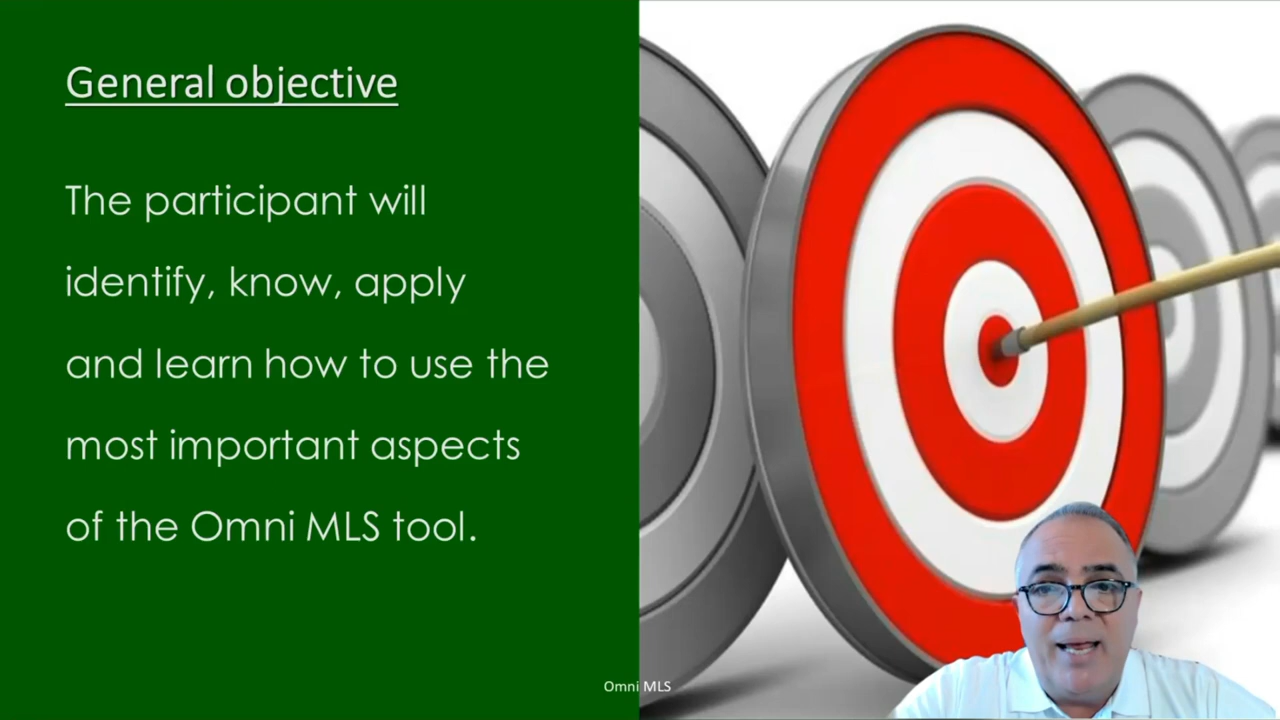 General objective
The participant will
identify, know, apply
and learn how to use the
most important aspects
of the Omni MLS tool.
Omni MLS